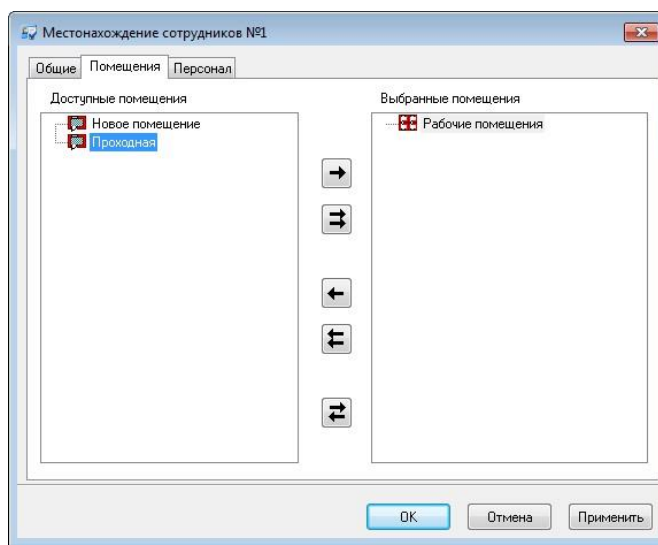 Местонахождение сотрудников №1
Общие Помещения Персонал
Доступные помещения Выбранные помещения
Новое помещение Рабочие помещения
Проходная
OK Отмена Применить